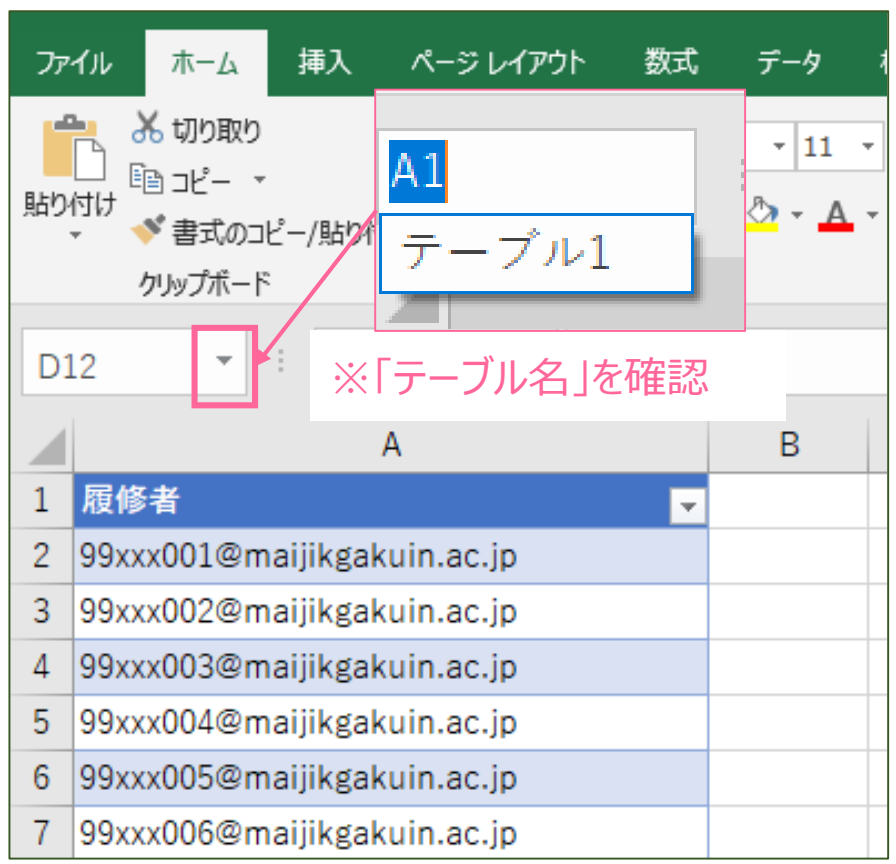 ファイル ホーム 挿入 ページ レイアウト 数式 データ
切り取り
コピー
貼り付け
書式のコピー/貼り付
クリップボード
11
A
A1
テーブル1
D12
※「テーブル名」を確認
A B
1 履修者
2 99xxx001@maijikgakuin.ac.jp
3 99xxx002@maijikgakuin.ac.jp
4 99xxx003@maijikgakuin.ac.jp
5 99xxx004@maijikgakuin.ac.jp
6 99xxx005@maijikgakuin.ac.jp
7 99xxx006@maijikgakuin.ac.jp